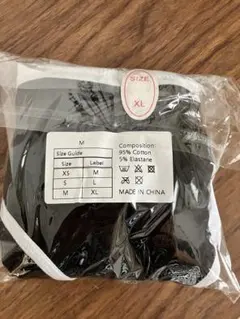 SIZE
XL
M
Size Guide
Size Label
XS M
S L
M XL
Composition:
95% Cotton
5% Elastane
MADE IN CHINA